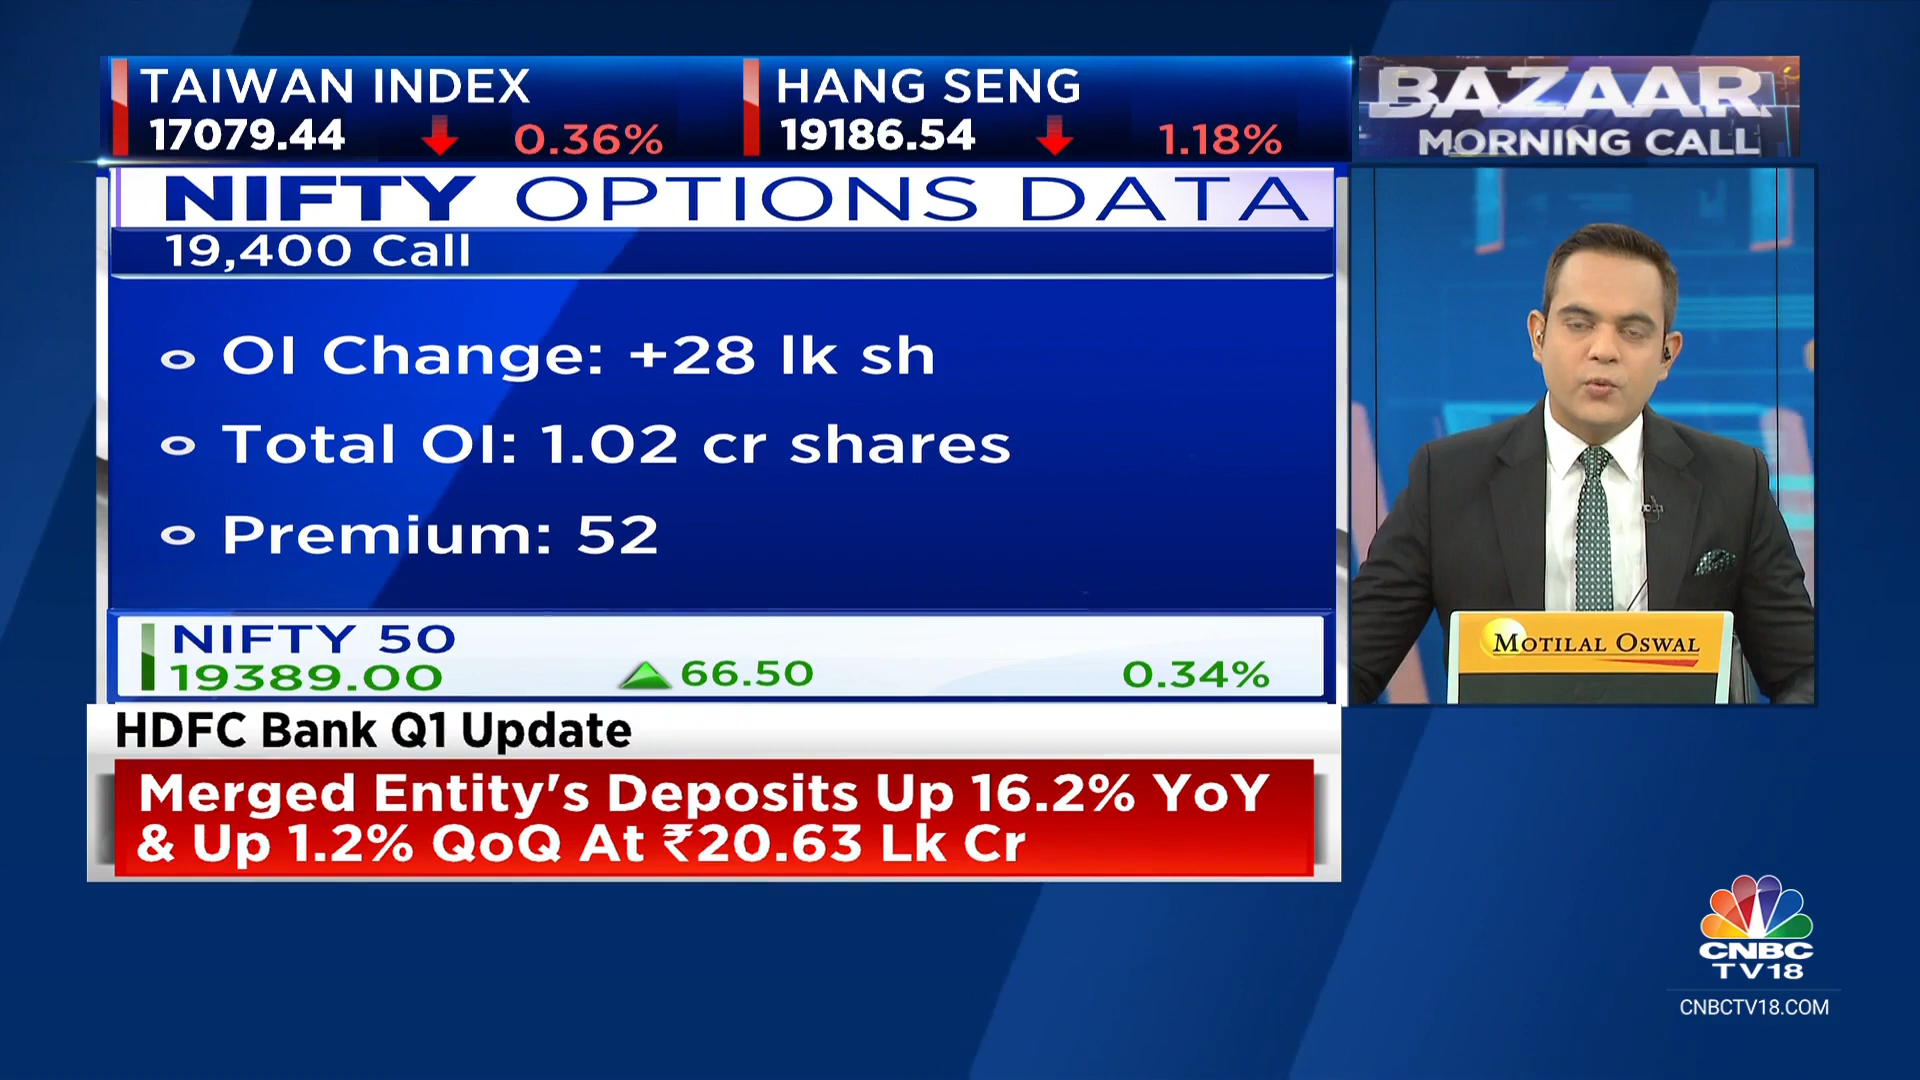 TAIWAN INDEX
17079.44 0.36%
HANG SENG
19186.54 1.18%
BAZAAR
MORNING CALL
NIFTY OPTIONS DATA
19,400 Call
OI Change: +28 lk sh
Total OI: 1.02 cr shares
Premium: 52
NIFTY 50
19389.00 66.50 0.34%
MOTILAL OSWAL
HDFC Bank Q1 Update
Merged Entity's Deposits Up 16.2% YoY
& Up 1.2% QoQ At ₹20.63 Lk Cr
CNBC
TV18
CNBCTV18.COM